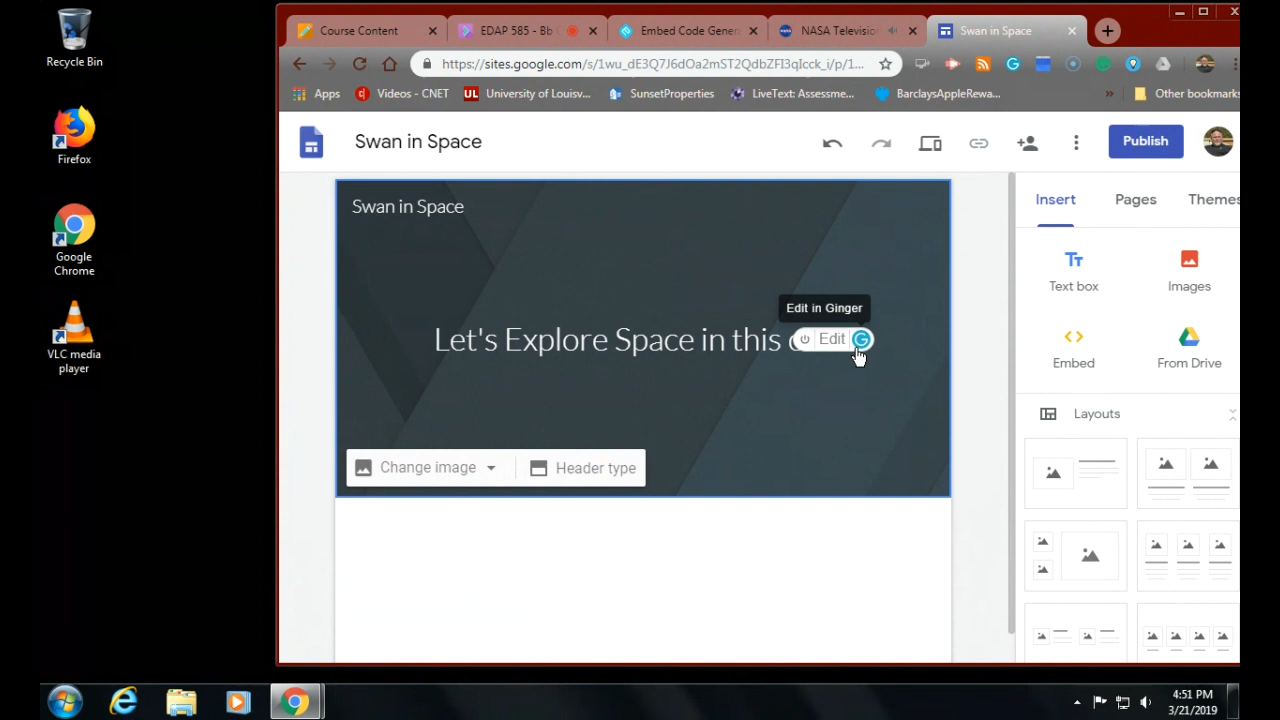 Recycle Bin
Firefox
Google
Chrome
VLC media
player
Course Content
EDAP 585 - Bb C
Embed Code Gener
NASA Television
Swan in Space
https://sites.google.com/s/1wu_dE3Q7J6dOa2mST2QdbZFI3qIcck_i/p/1...
Apps
Videos - CNET
UL University of Louisv...
SunsetProperties
LiveText: Assessme...
BarclaysAppleRewa...
»
Other bookmarks
Swan in Space
Publish
Swan in Space
Edit in Ginger
Let's Explore Space in this
Edit
Change image
Header type
Insert
Pages
Themes
Text box
Images
Embed
From Drive
Layouts
4:51 PM
3/21/2019